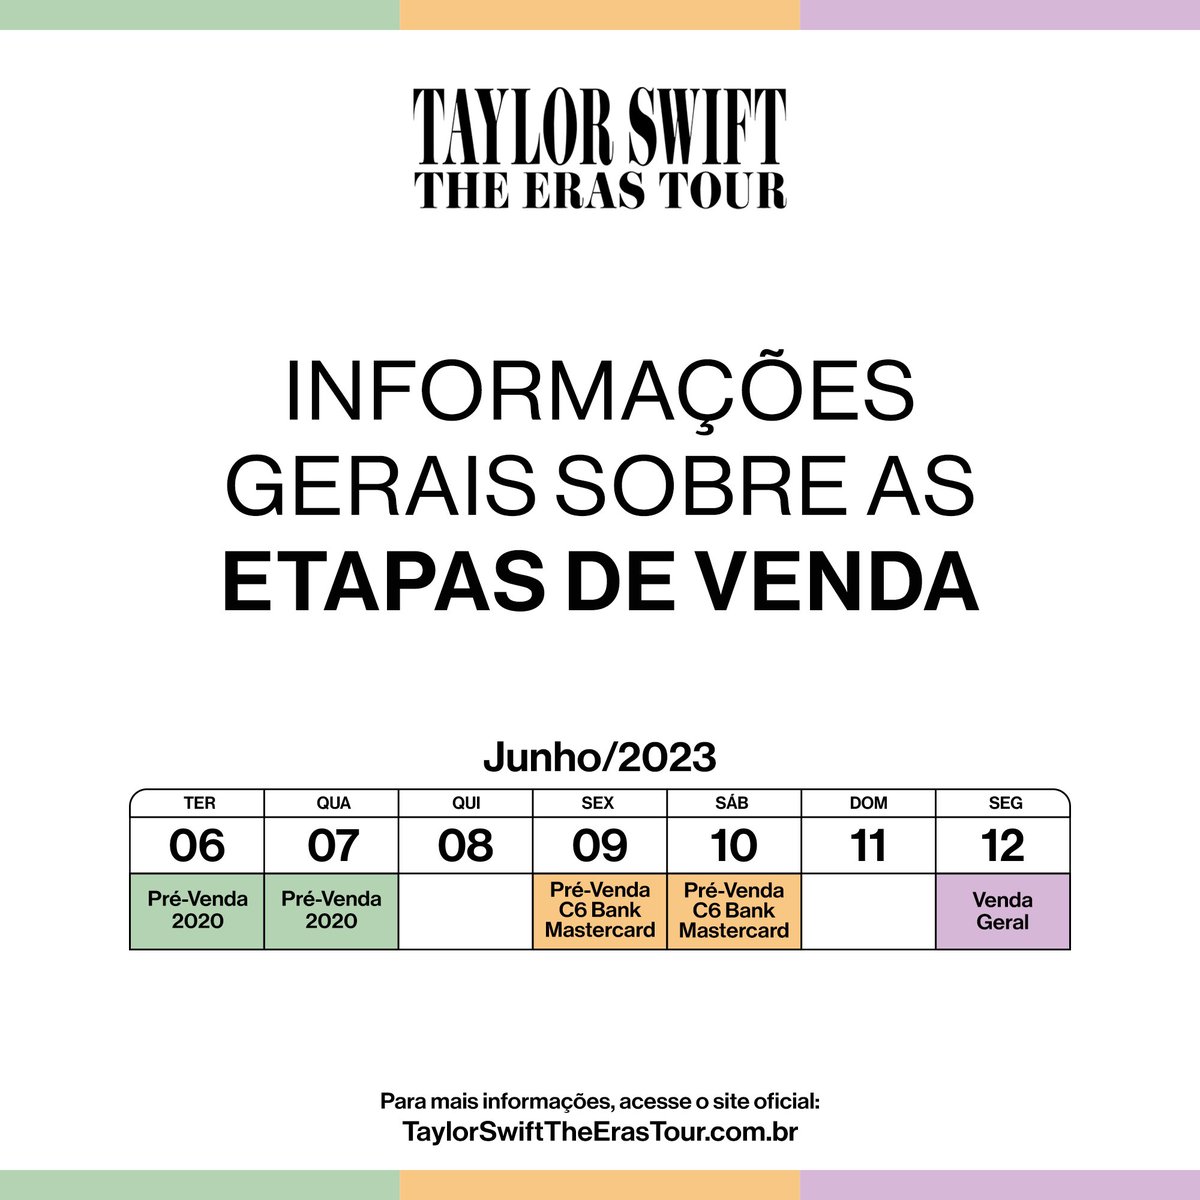 TAYLOR SWIFT
THE ERAS TOUR
INFORMAÇÕES
GERAIS SOBRE AS
ETAPAS DE VENDA
Junho/2023
TER QUA QUI SEX SÁB DOM SEG
06 07 08 09 10 11 12
Pré-Venda 2020
Pré-Venda 2020
Pré-Venda C6 Bank Mastercard
Pré-Venda C6 Bank Mastercard
Venda Geral
Para mais informações, acesse o site oficial:
TaylorSwiftTheErasTour.com.br